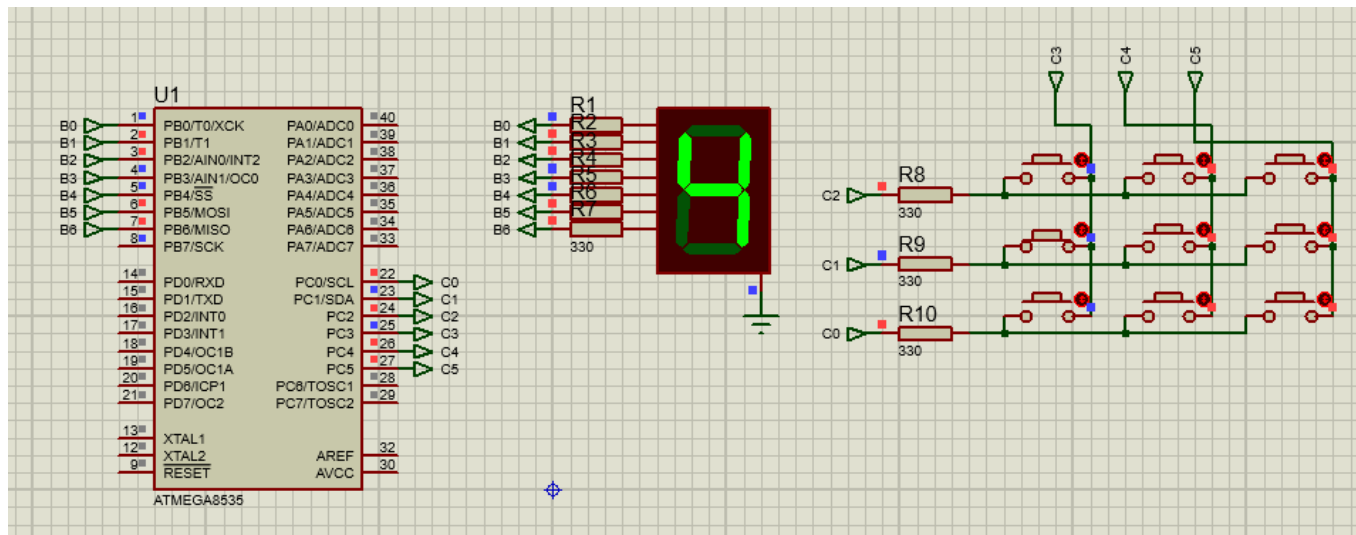 U1
B0 1 PB0/T0/XCK PA0/ADC0 40
B1 2 PB1/T1 PA1/ADC1 39
B2 3 PB2/AIN0/INT2 PA2/ADC2 38
B3 4 PB3/AIN1/OC0 PA3/ADC3 37
B4 5 PB4/SS PA4/ADC4 36
B5 6 PB5/MOSI PA5/ADC5 35
B6 7 PB6/MISO PA6/ADC6 34
8 PB7/SCK PA7/ADC7 33
14 PD0/RXD PC0/SCL 22 C0
15 PD1/TXD PC1/SDA 23 C1
16 PD2/INT0 PC2 24 C2
17 PD3/INT1 PC3 25 C3
18 PD4/OC1B PC4 26 C4
19 PD5/OC1A PC5 27 C5
20 PD6/ICP1 PC6/TOSC1 28
21 PD7/OC2 PC7/TOSC2 29
13 XTAL1
12 XTAL2 AREF 32
9 RESET AVCC 30
ATMEGA8535
R1
B0 R2
B1 R3
B2 R4
B3 R5
B4 R6
B5 R7
B6
330
4
C3 C4 C5
R8
C2
330
R9
C1
330
R10
C0
330